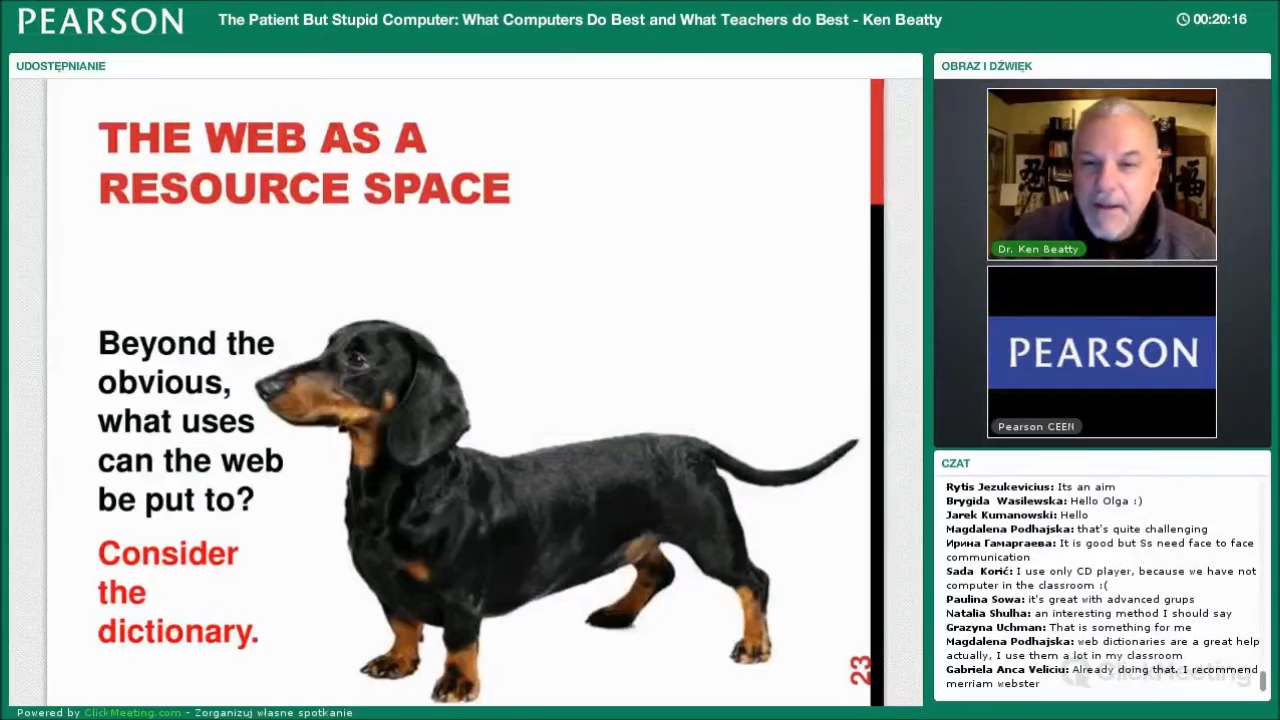 PEARSON
The Patient But Stupid Computer: What Computers Do Best and What Teachers do Best - Ken Beatty
00:20:16
UDOSTĘPNIANIE
THE WEB AS A
RESOURCE SPACE
Beyond the
obvious,
what uses
can the web
be put to?
Consider
the
dictionary.
23
OBRAZ I DŹWIĘK
福
Dr. Ken Beatty
PEARSON
Pearson CEEN
CZAT
Rytis Jezukevicius: Its an aim
Brygida Wasilewska: Hello Olga :)
Jarek Kumanowski: Hello
Magdalena Podhajska: that's quite challenging
Ирина Гамаргаева: It is good but Ss need face to face
communication
Sada Korić: I use only CD player, because we have not
computer in the classroom :(
Paulina Sowa: it's great with advanced grups
Natalia Shulha: an interesting method I should say
Grazyna Uchman: That is something for me
Magdalena Podhajska: web dictionaries are a great help
actually, I use them a lot in my classroom
Gabriela Anca Veliciu: Already doing that, I recommend
merriam webster
ClickMeeting
Powered by ClickMeeting.com - Zorganizuj własne spotkanie